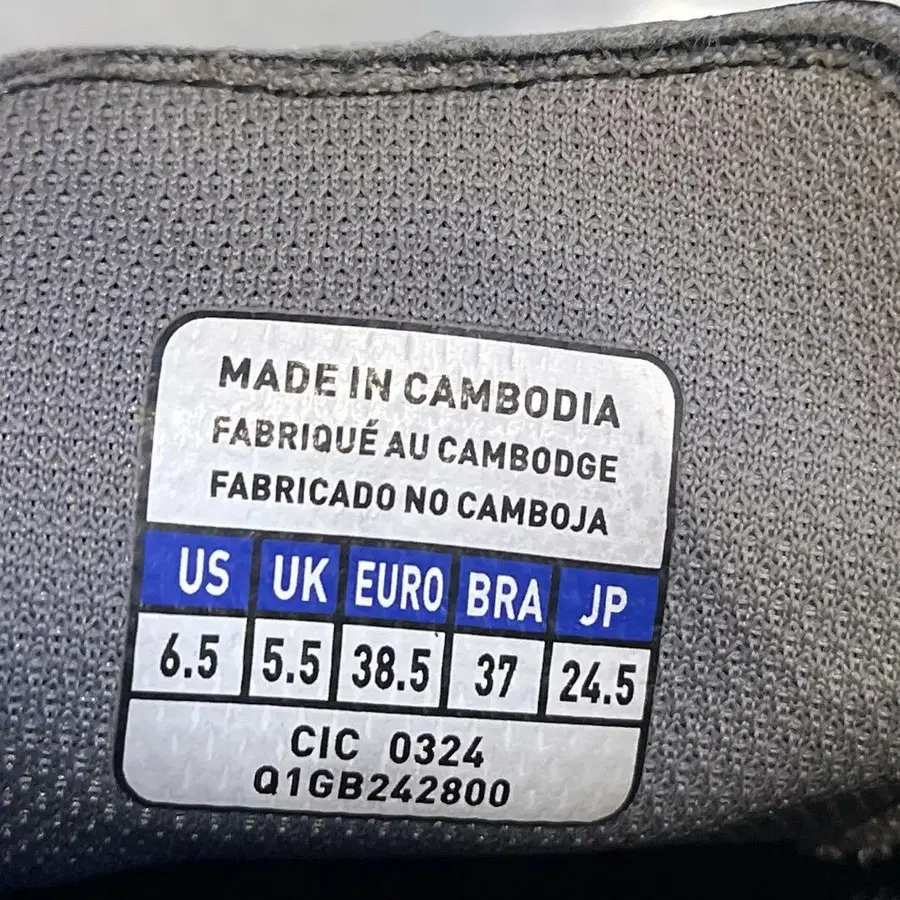 MADE IN CAMBODIA
FABRIQUÉ AU CAMBODGE
FABRICADO NO CAMBOJA
US UK EURO BRA JP
6.5 5.5 38.5 37 24.5
CIC 0324
Q1GB242800